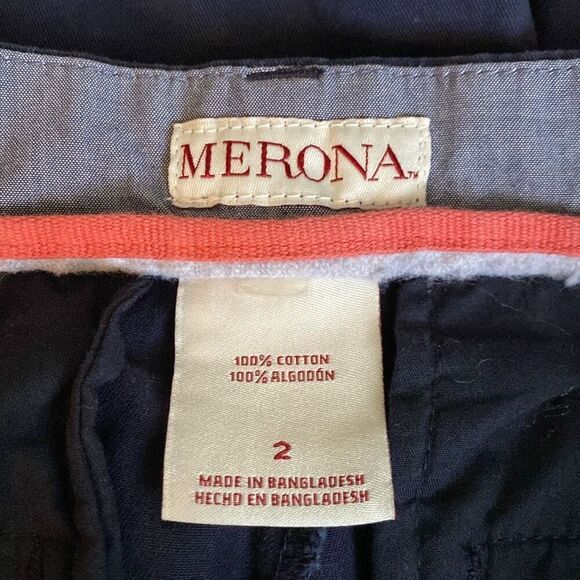 MERONA™
100% COTTON
100% ALGODÓN
2
MADE IN BANGLADESH
HECHO EN BANGLADESH